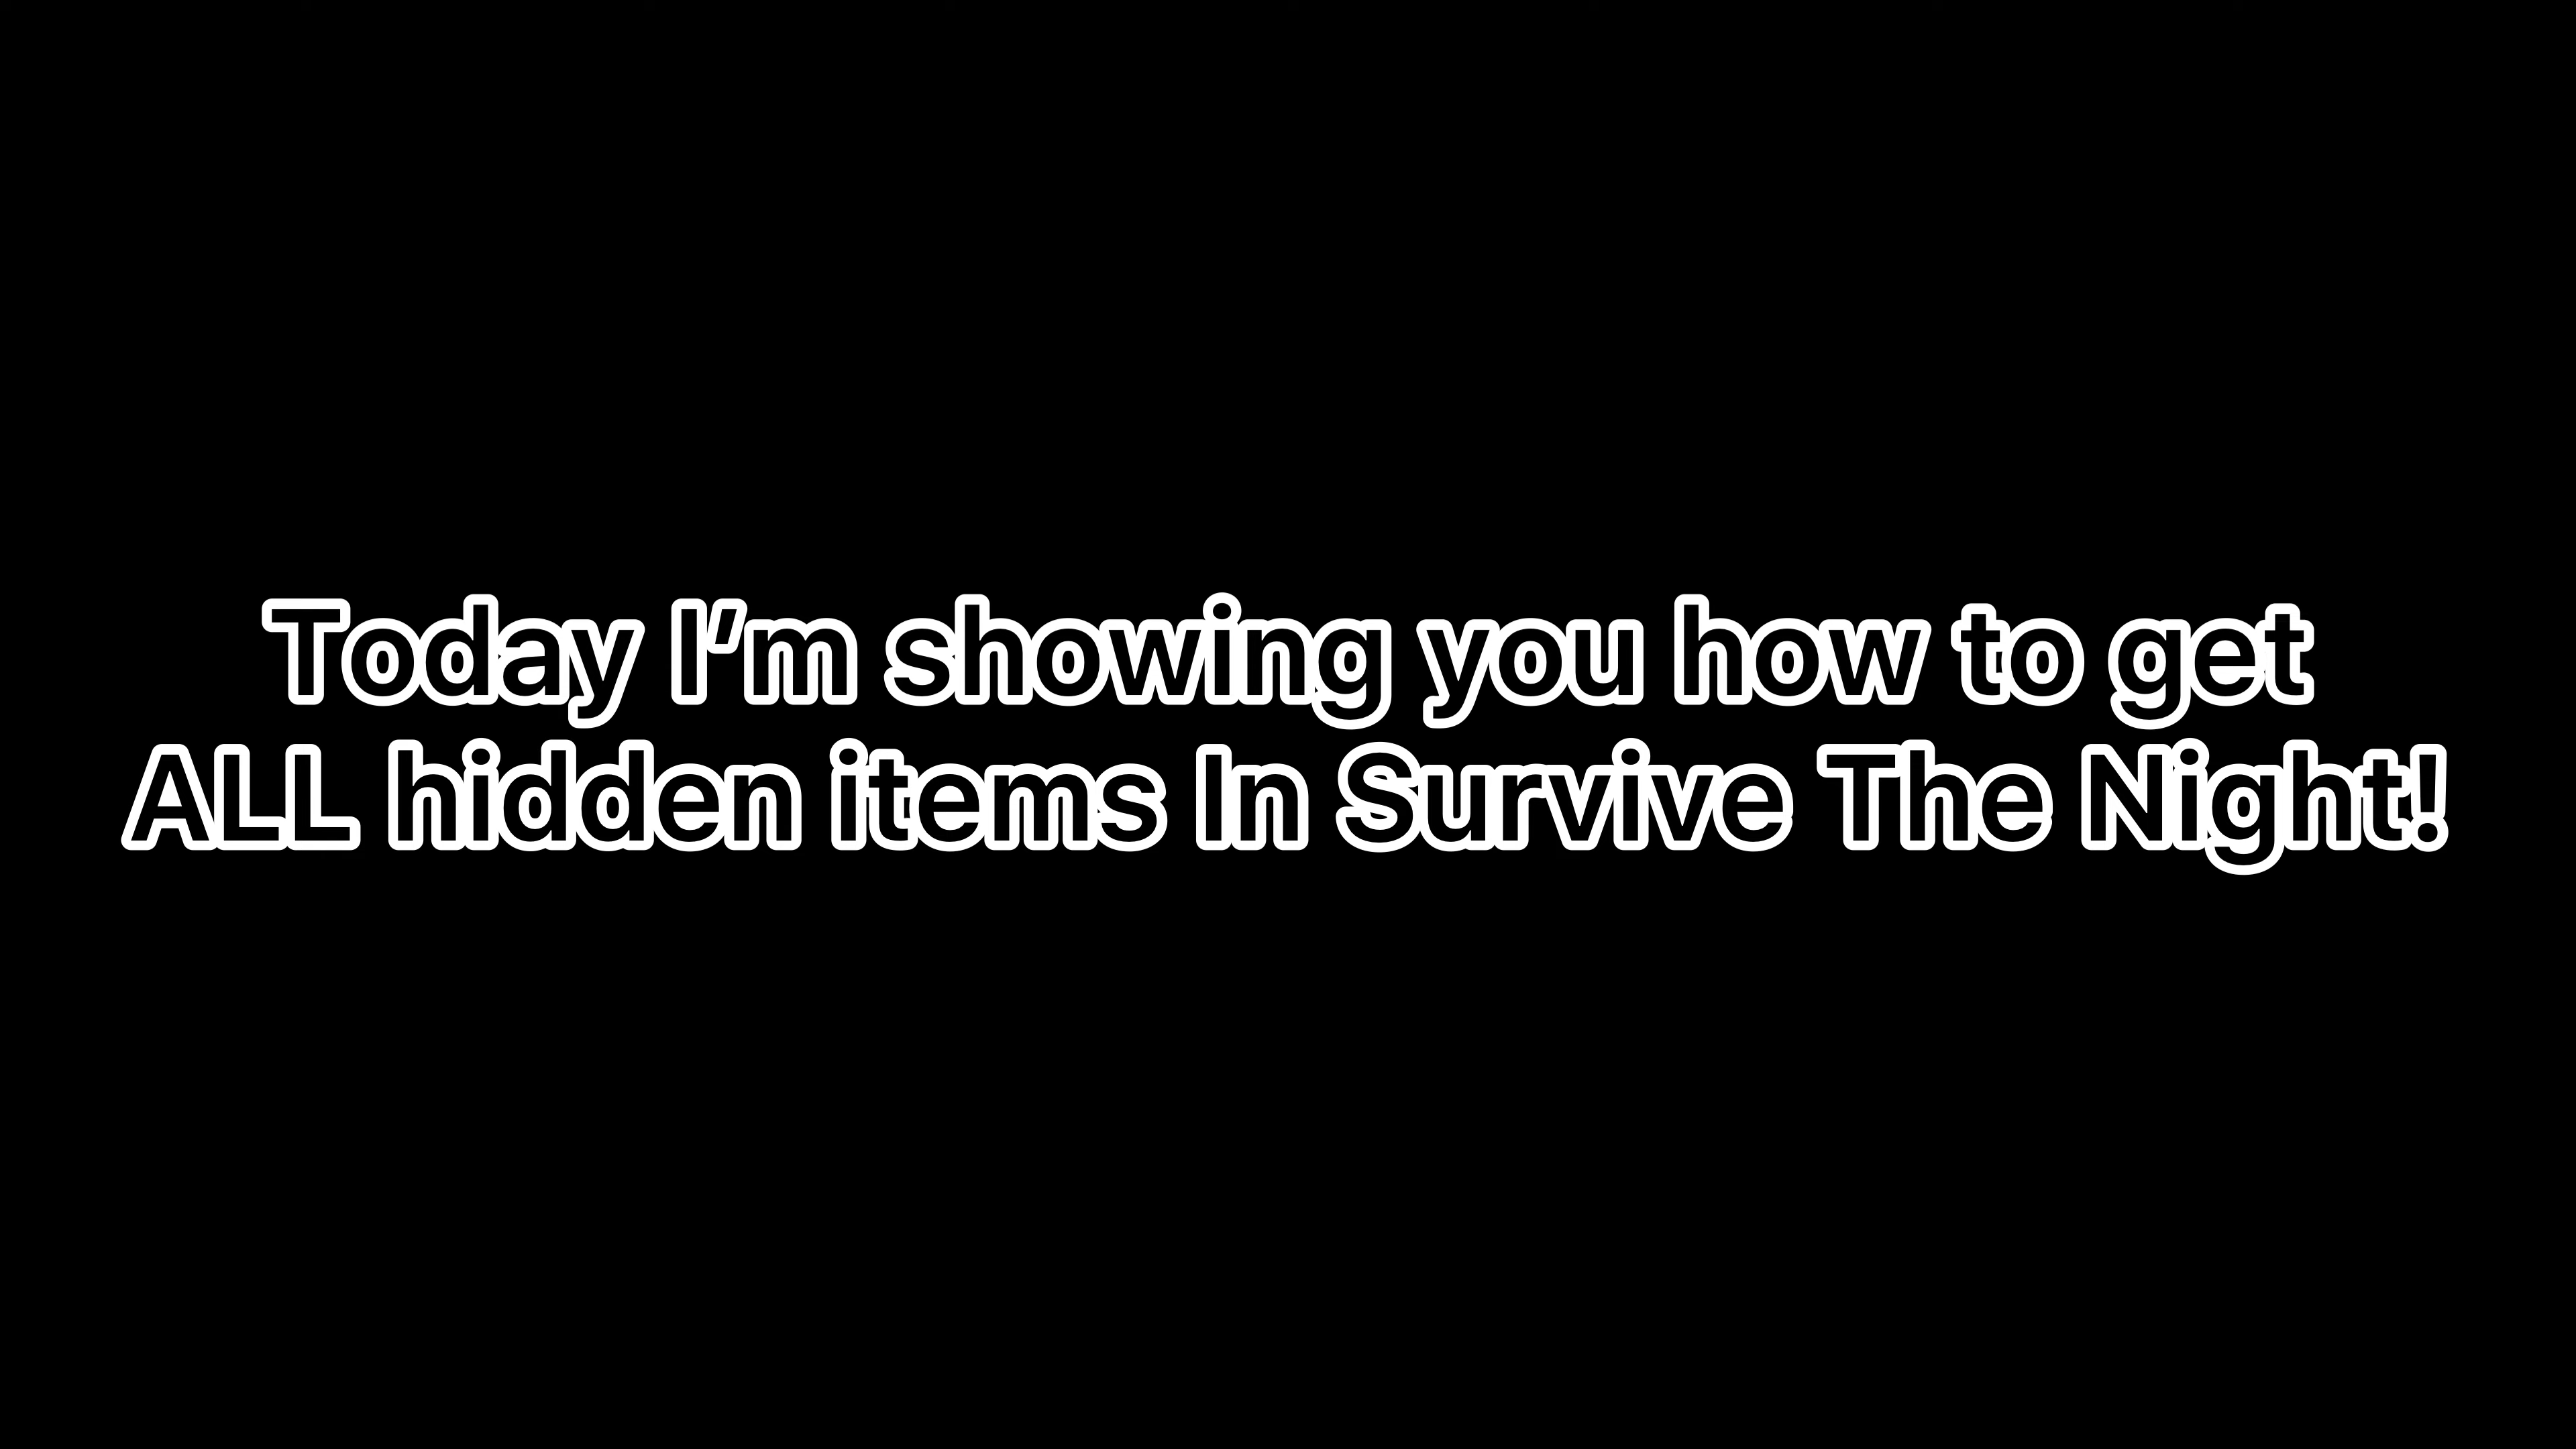 Today I’m showing you how to get
ALL hidden items In Survive The Night!